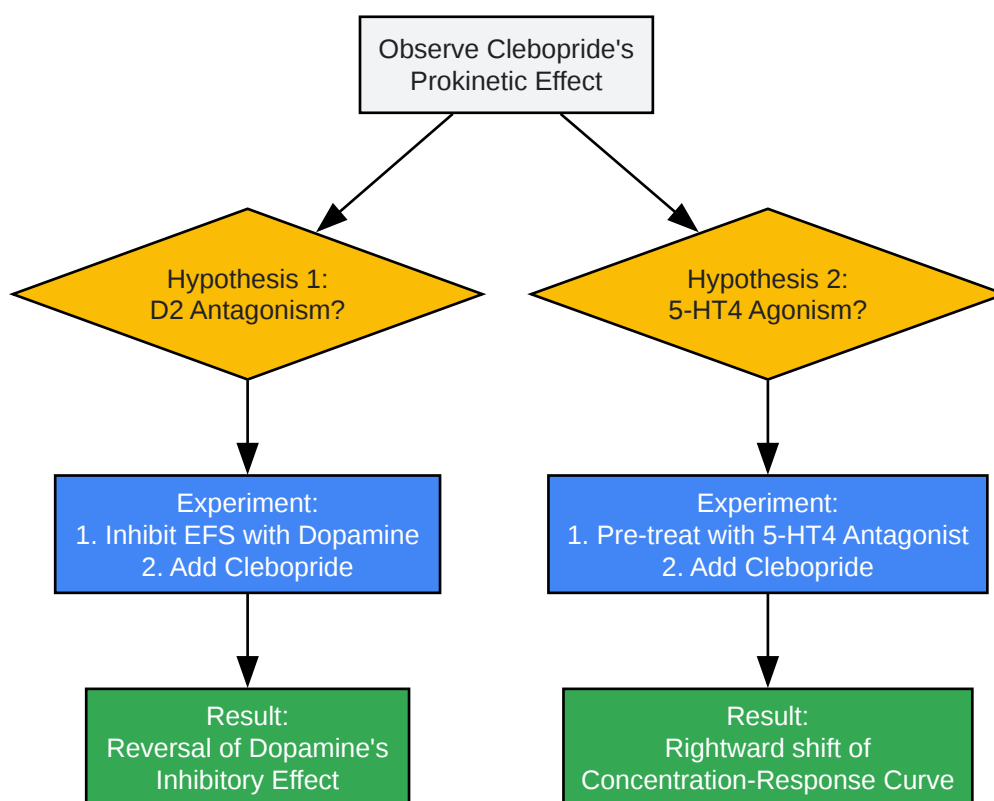 Observe Clebopride's
Prokinetic Effect
Hypothesis 1:
D2 Antagonism?
Hypothesis 2:
5-HT4 Agonism?
Experiment:
1. Inhibit EFS with Dopamine
2. Add Clebopride
Experiment:
1. Pre-treat with 5-HT4 Antagonist
2. Add Clebopride
Result:
Reversal of Dopamine's
Inhibitory Effect
Result:
Rightward shift of
Concentration-Response Curve